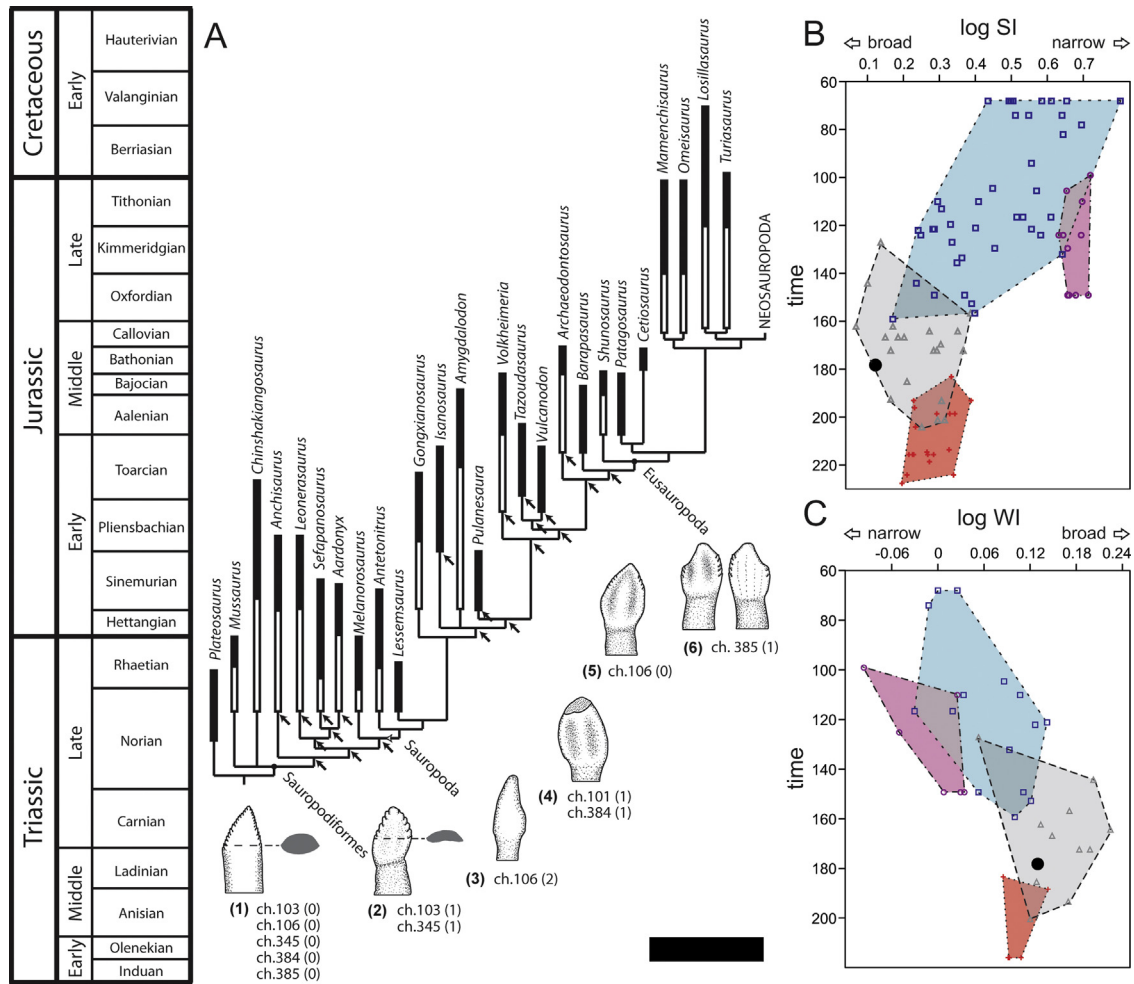 Cretaceous
Early
Hauterivian
Valanginian
Berriasian
Jurassic
Late
Tithonian
Kimmeridgian
Oxfordian
Middle
Callovian
Bathonian
Bajocian
Aalenian
Early
Toarcian
Pliensbachian
Sinemurian
Hettangian
Triassic
Late
Rhaetian
Norian
Carnian
Middle
Ladinian
Anisian
Early
Olenekian
Induan
A
Plateosaurus
Mussaurus
Chinshakiangosaurus
Anchisaurus
Leonerasaurus
Sefapanosaurus
Aardonyx
Melanorosaurus
Antetonitrus
Lessemsaurus
Gongxianosaurus
Isanosaurus
Amygdalodon
Pulanesaura
Volkheimeria
Tazoudasaurus
Vulcanodon
Archaeodontosaurus
Barapasaurus
Shunosaurus
Patagosaurus
Cetiosaurus
Mamenchisaurus
Omeisaurus
Losillasaurus
Turiasaurus
NEOSAUROPODA
Sauropodiformes
Sauropoda
Eusauropoda
(1) ch.103 (0)
ch.106 (0)
ch.345 (0)
ch.384 (0)
ch.385 (0)
(2) ch.103 (1)
ch.345 (1)
(3) ch.106 (2)
(4) ch.101 (1)
ch.384 (1)
(5) ch.106 (0)
(6) ch. 385 (1)
B
log SI
broad narrow
0.1 0.2 0.3 0.4 0.5 0.6 0.7
time
60
80
100
120
140
160
180
200
220
C
log WI
narrow broad
-0.06 0 0.06 0.12 0.18 0.24
time
60
80
100
120
140
160
180
200